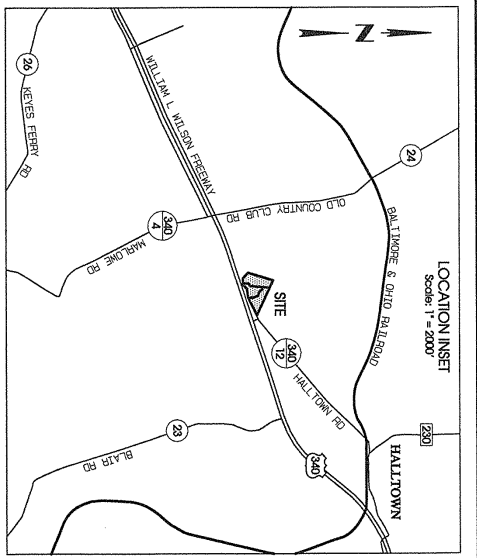 LOCATION INSET
Scale: 1" = 2000'
N
24
OLD COUNTRY CLUB RD
BALTIMORE & OHIO RAILROAD
WILLIAM L WILSON FREEWAY
26
KEYES FERRY RD
340
4
MARLOWE RD
SITE
340
12
HALLTOWN RD
230
HALLTOWN
340
23
BLAIR RD